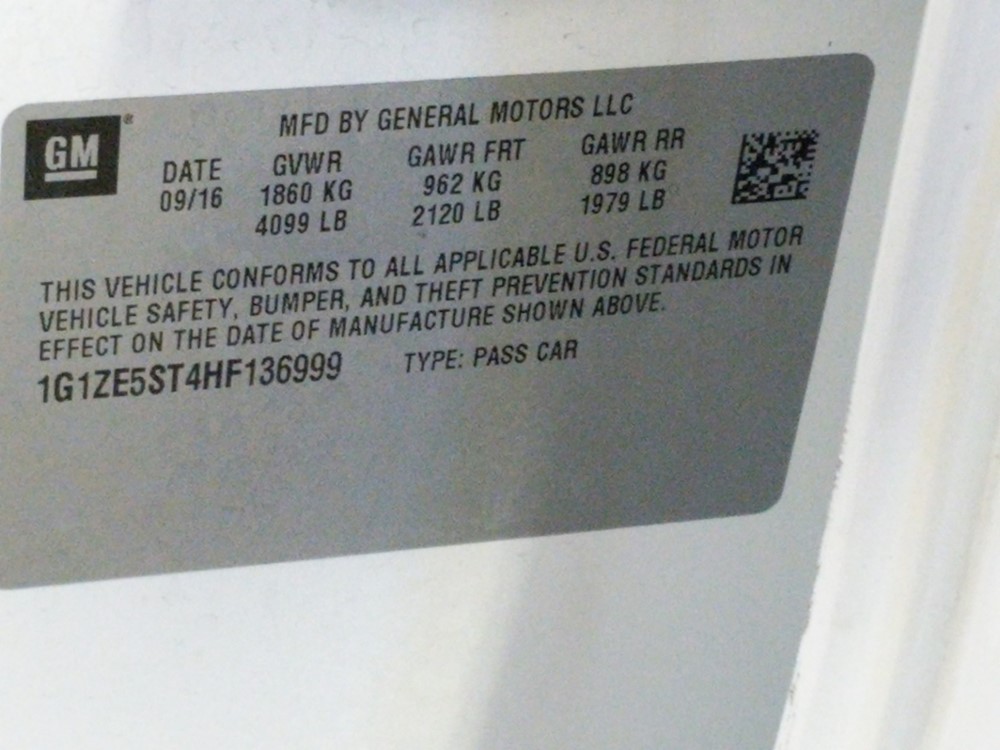 GM®
MFD BY GENERAL MOTORS LLC
DATE GVWR GAWR FRT GAWR RR
09/16 1860 KG 962 KG 898 KG
4099 LB 2120 LB 1979 LB
THIS VEHICLE CONFORMS TO ALL APPLICABLE U.S. FEDERAL MOTOR
VEHICLE SAFETY, BUMPER, AND THEFT PREVENTION STANDARDS IN
EFFECT ON THE DATE OF MANUFACTURE SHOWN ABOVE.
1G1ZE5ST4HF136999 TYPE: PASS CAR